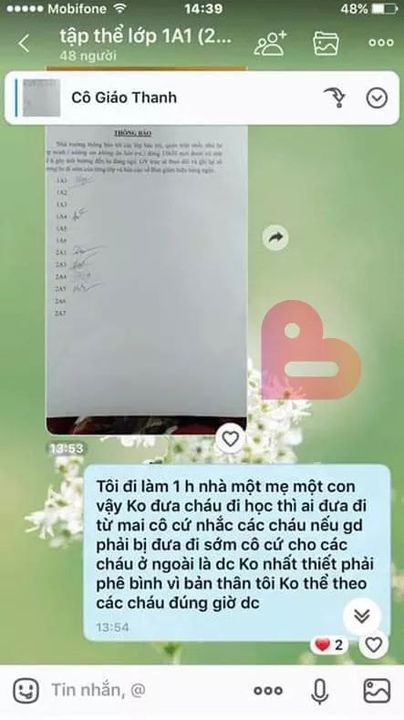 Mobifone
14:39
48%
tập thể lớp 1A1 (2...
48 người
Cô Giáo Thanh
THÔNG BÁO
1A1
1A2
1A3
1A4
1A5
1A6
2A1
2A3
2A4
2A5
2A6
2A7
13:53
Tôi đi làm 1 h nhà một mẹ một con
vậy Ko đưa cháu đi học thì ai đưa đi
từ mai cô cứ nhắc các cháu nếu gd
phải bị đưa đi sớm cô cứ cho các
cháu ở ngoài là dc Ko nhất thiết phải
phê bình vì bản thân tôi Ko thể theo
các cháu đúng giờ dc
13:54
2
Tin nhắn, @